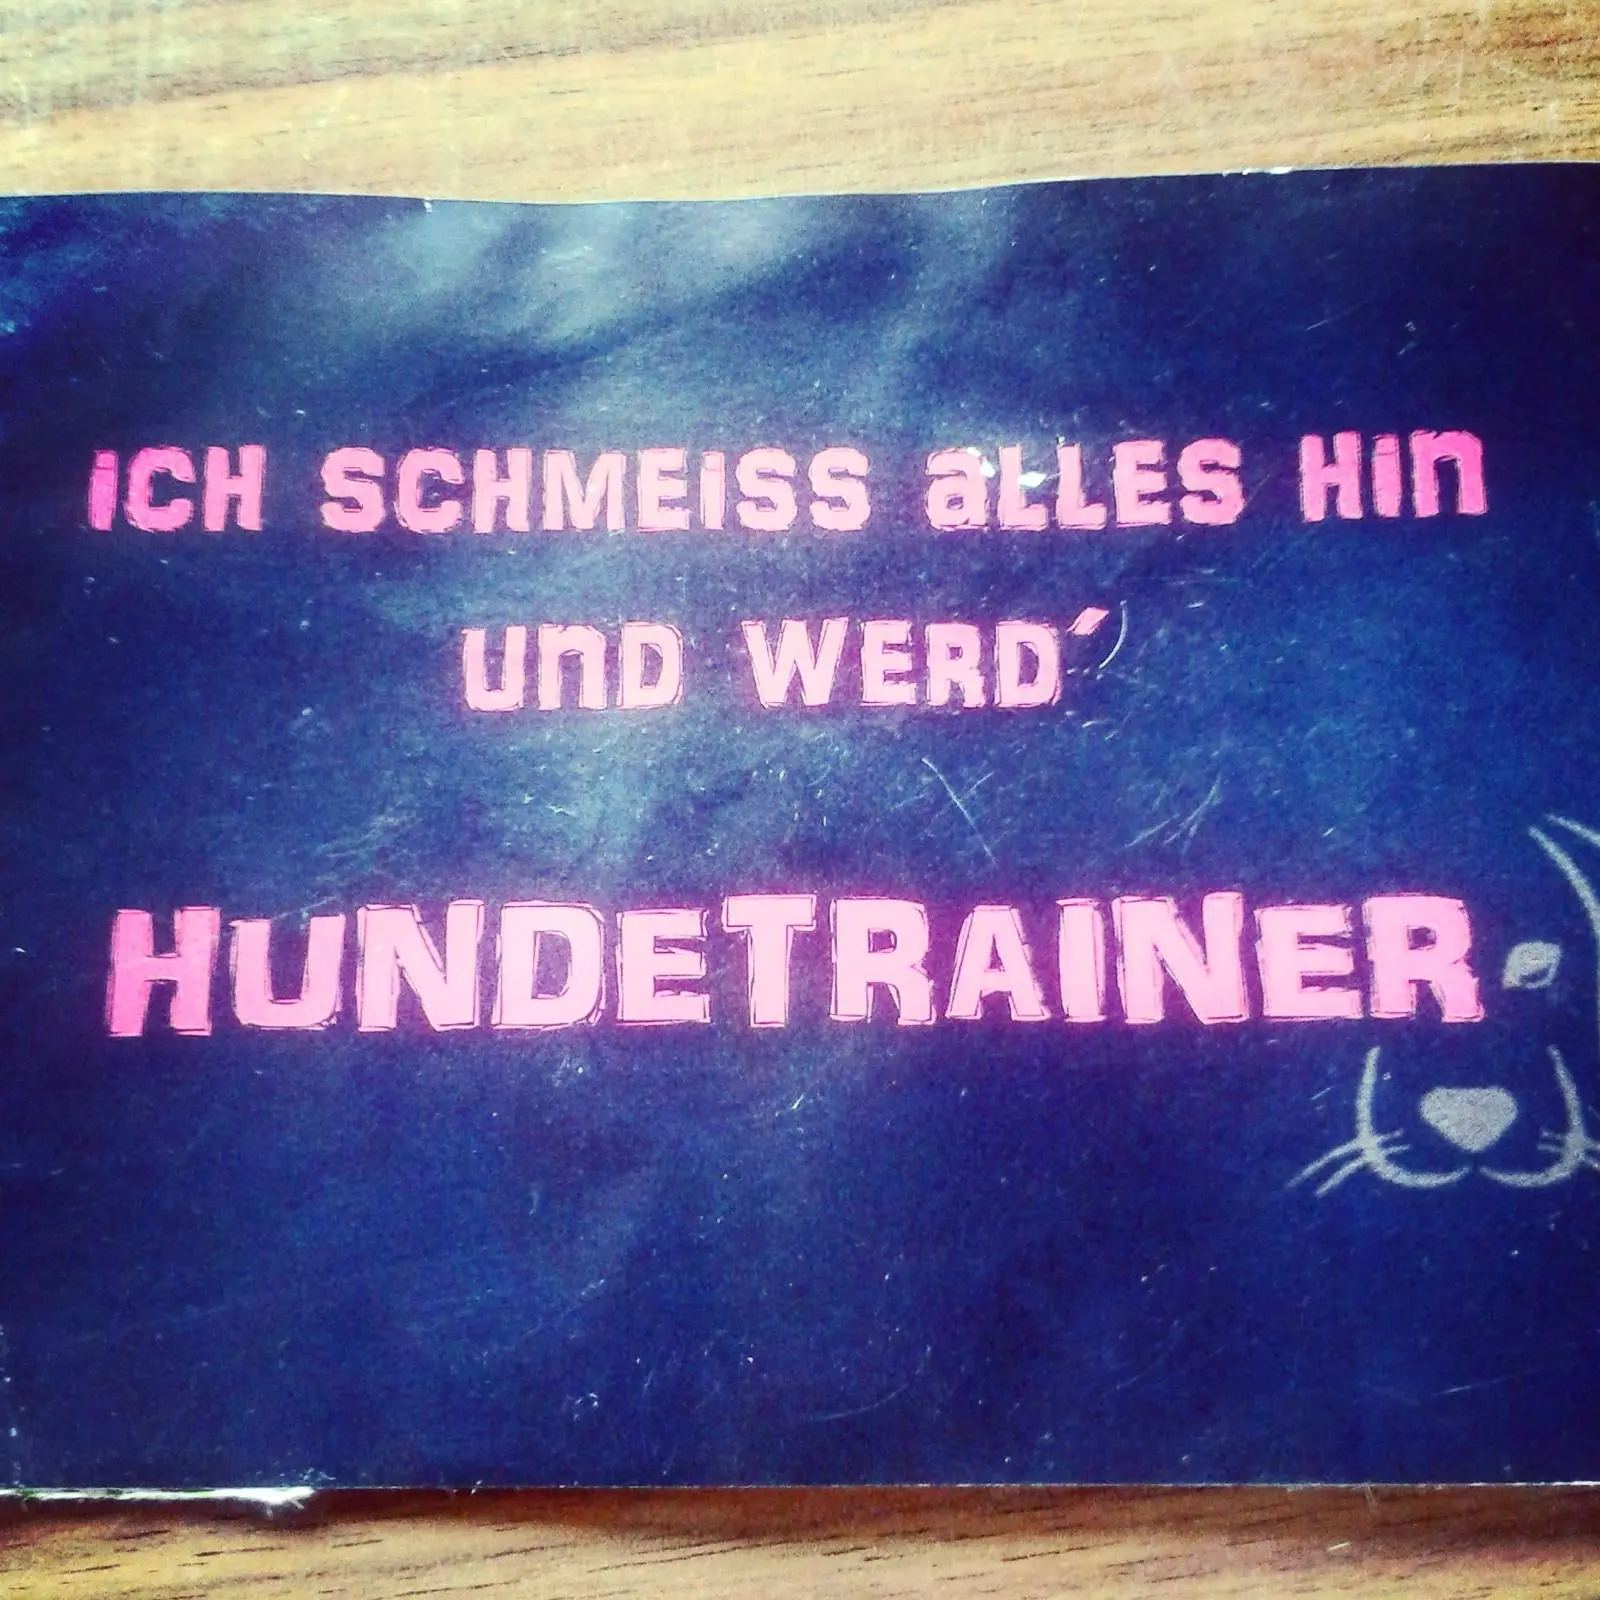 ICH SCHMEISS ALLES HIN
UND WERD´
HUNDETRAINER